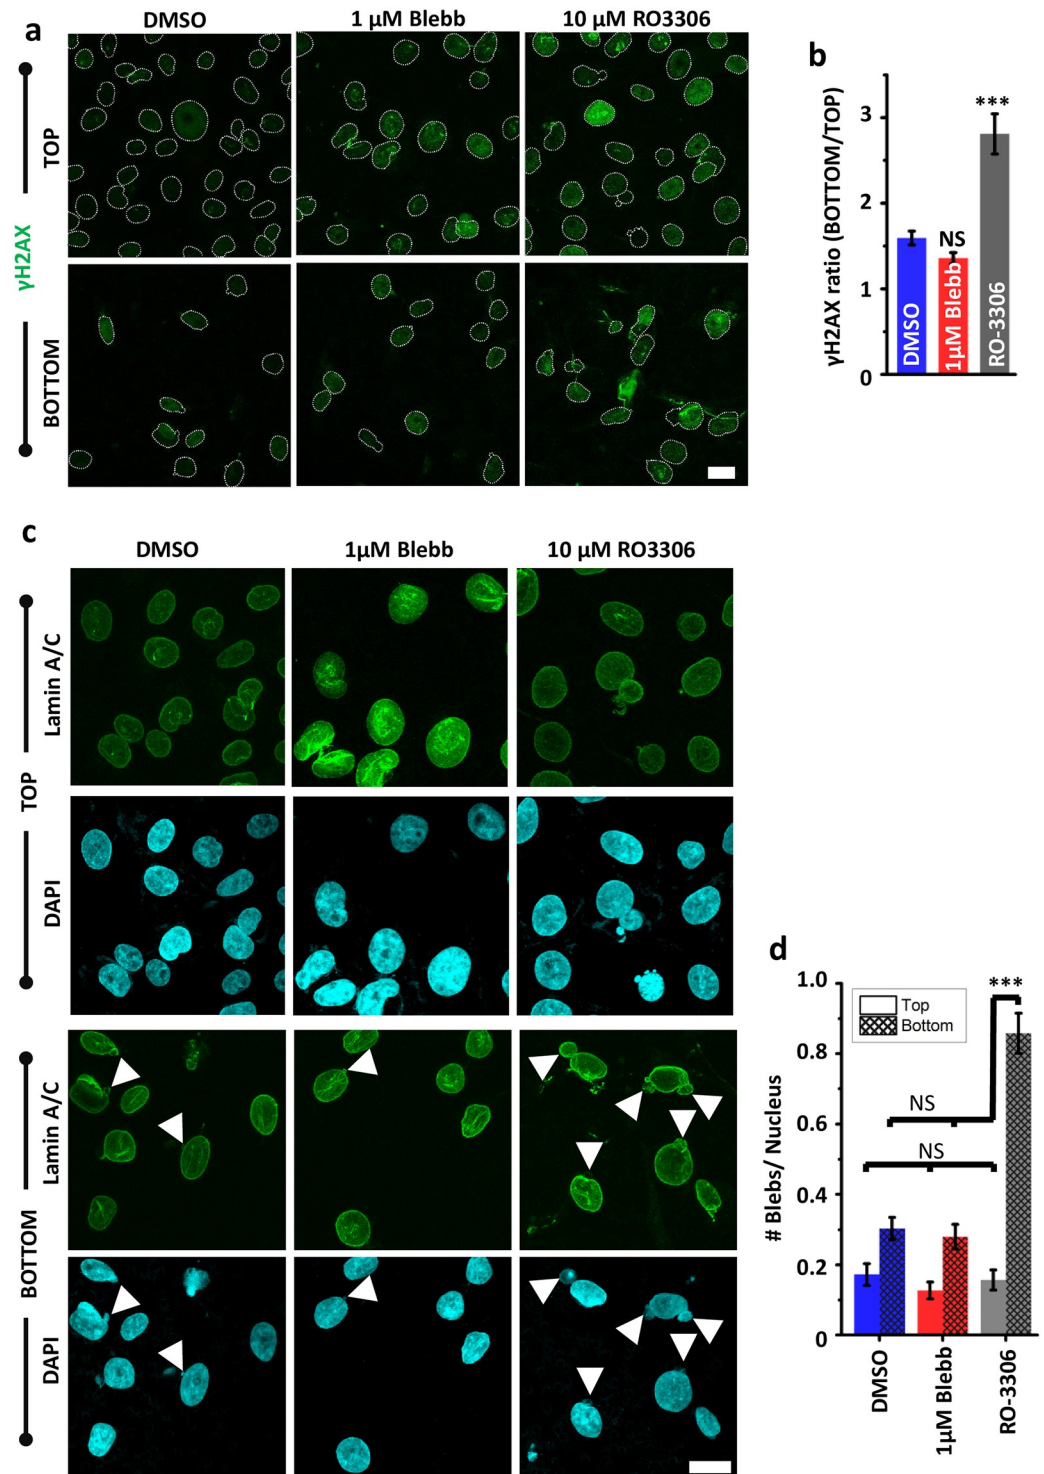 a
DMSO
1 μM Blebb
10 μM RO3306
TOP
γH2AX
BOTTOM
b
γH2AX ratio (BOTTOM/TOP)
3
2
1
0
***
NS
DMSO
1μM Blebb
RO-3306
c
DMSO
1μM Blebb
10 μM RO3306
Lamin A/C
TOP
DAPI
Lamin A/C
BOTTOM
DAPI
d
# Blebs/ Nucleus
1.0
0.8
0.6
0.4
0.2
0
Top
Bottom
***
NS
NS
DMSO
1μM Blebb
RO-3306